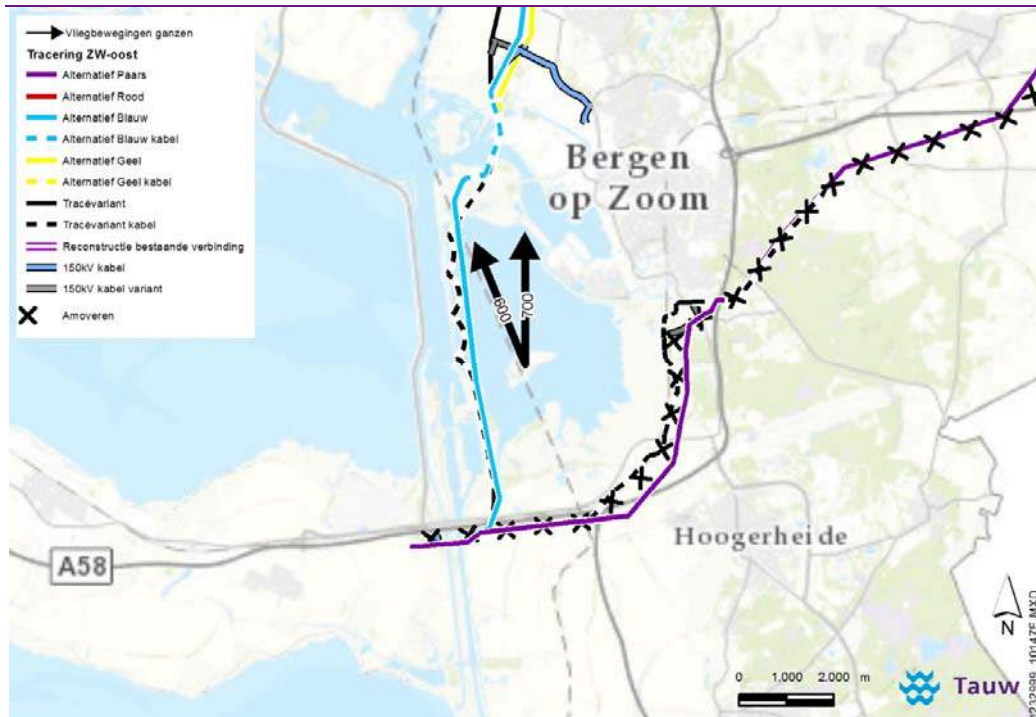 Vliegbewegingen ganzen
Tracering ZW-oost
Alternatief Paars
Alternatief Rood
Alternatief Blauw
Alternatief Blauw kabel
Alternatief Geel
Alternatief Geel kabel
Tracévariant
Tracévariant kabel
Reconstructie bestaande verbinding
150kV kabel
150kV kabel variant
Amoveren
Bergen
op Zoom
600
700
Hoogerheide
A58
N
0 1.000 2.000 m
Tauw